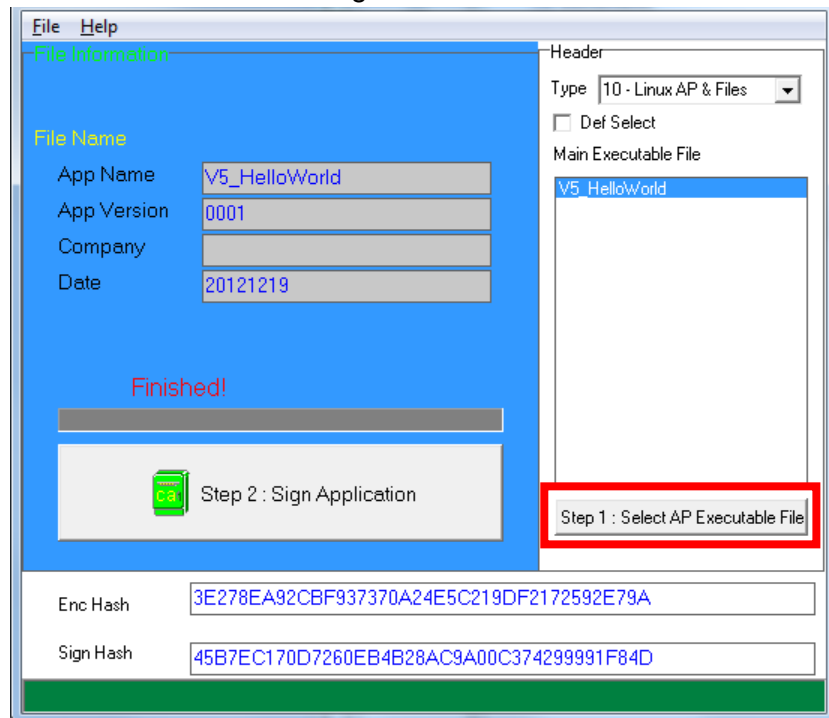 File Help
File Information
File Name
App Name V5_HelloWorld
App Version 0001
Company
Date 20121219
Finished!
Step 2 : Sign Application
Header
Type 10 - Linux AP & Files
Def Select
Main Executable File
V5_HelloWorld
Step 1 : Select AP Executable File
Enc Hash 3E278EA92CBF937370A24E5C219DF2172592E79A
Sign Hash 45B7EC170D7260EB4B28AC9A00C374299991F84D